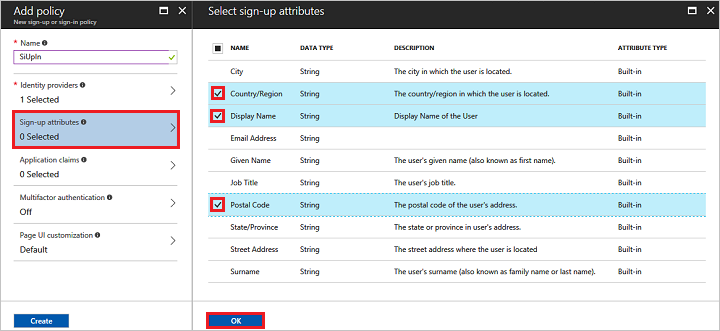 Add policy
New sign-up or sign-in policy
* Name
SiUpIn
* Identity providers
1 Selected
Sign-up attributes
0 Selected
Application claims
0 Selected
Multifactor authentication
Off
Page UI customization
Default
Create
Select sign-up attributes
NAME DATA TYPE DESCRIPTION ATTRIBUTE TYPE
City String The city in which the user is located. Built-in
Country/Region String The country/region in which the user is located. Built-in
Display Name String Display Name of the User Built-in
Email Address String Built-in
Given Name String The user's given name (also known as first name). Built-in
Job Title String The user's job title. Built-in
Postal Code String The postal code of the user's address. Built-in
State/Province String The state or province in user's address. Built-in
Street Address String The street address where the user is located Built-in
Surname String The user's surname (also known as family name or last name). Built-in
OK